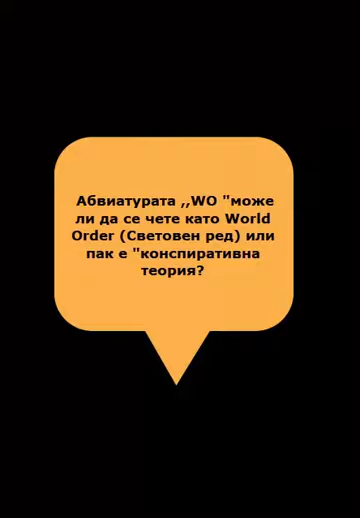 Абвиатурата ,,WO "може
ли да се чете като World
Order (Световен ред) или
пак е "конспиративна
теория?